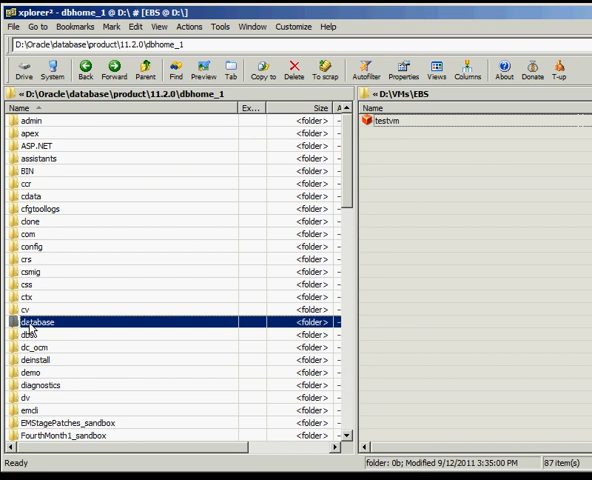 xplorer² - dbhome_1 @ D:\ # [EBS @ D:\]
File Go to Bookmarks Mark Edit View Actions Tools Window Customize Help
D:\Oracle\database\product\11.2.0\dbhome_1
Drive System Back Forward Parent Find Preview Tab Copy to Delete To scrap Autofilter Properties Views Columns About Donate T-up
« D:\Oracle\database\product\11.2.0\dbhome_1
« D:\VMs\EBS
Name Ex... Size A
Name
admin <folder>
testvm
apex <folder>
ASP.NET <folder>
assistants <folder>
BIN <folder>
ccr <folder>
cdata <folder>
cfgtoollogs <folder>
clone <folder>
com <folder>
config <folder>
crs <folder>
csmig <folder>
css <folder>
ctx <folder>
cv <folder>
database <folder>
<folder>
dc_ocm <folder>
deinstall <folder>
demo <folder>
diagnostics <folder>
dv <folder>
emcli <folder>
EMStagePatches_sandbox <folder>
FourthMonth1_sandbox <folder>
Ready
folder: 0b; Modified 9/12/2011 3:35:00 PM
87 item(s)